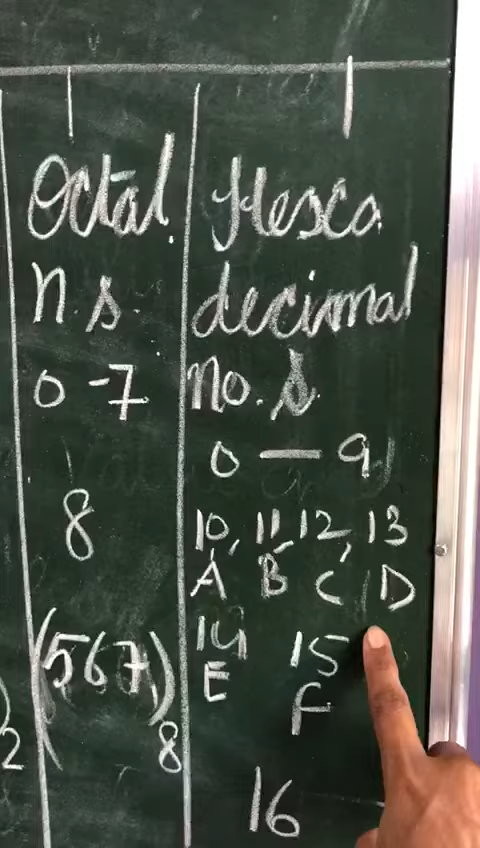 Octal
n.s.
0-7
8
(567)8
Hexa
decimal
no.s
0 — 9
10, 11, 12, 13
A B C D
14 15
E F
16
2